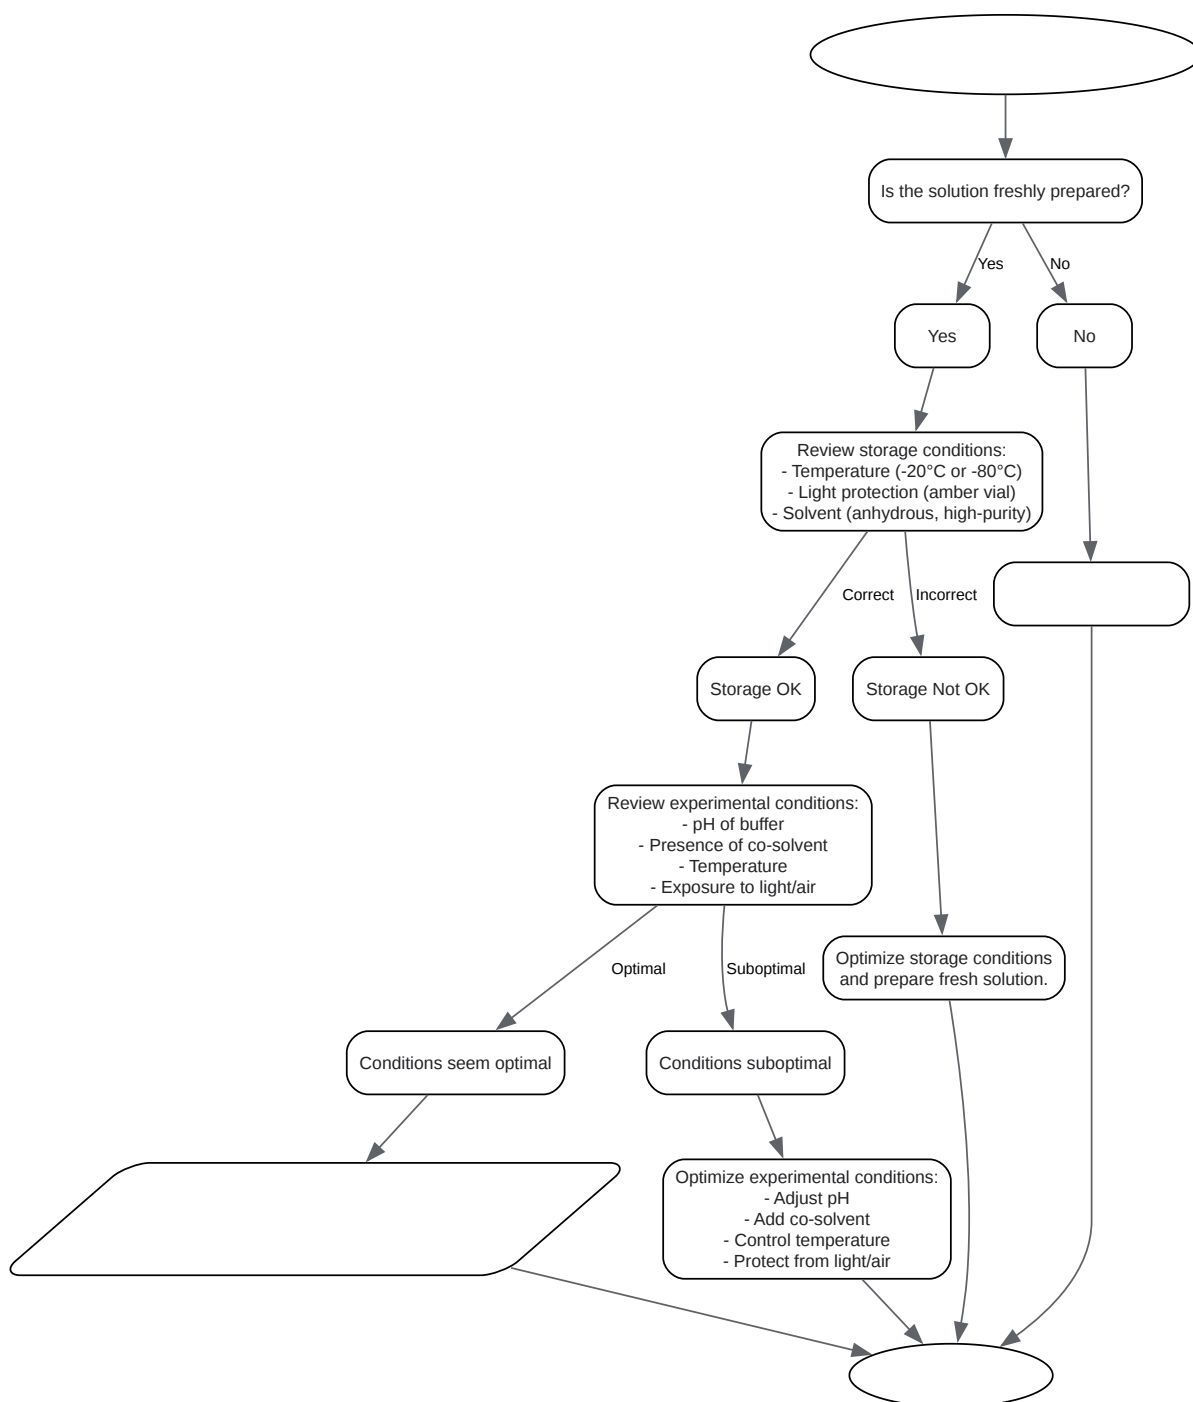 Is the solution freshly prepared?
Yes
No
Yes
No
Review storage conditions:
- Temperature (-20°C or -80°C)
- Light protection (amber vial)
- Solvent (anhydrous, high-purity)
Correct
Incorrect
Storage OK
Storage Not OK
Review experimental conditions:
- pH of buffer
- Presence of co-solvent
- Temperature
- Exposure to light/air
Optimize storage conditions
and prepare fresh solution.
Optimal
Suboptimal
Conditions seem optimal
Conditions suboptimal
Optimize experimental conditions:
- Adjust pH
- Add co-solvent
- Control temperature
- Protect from light/air